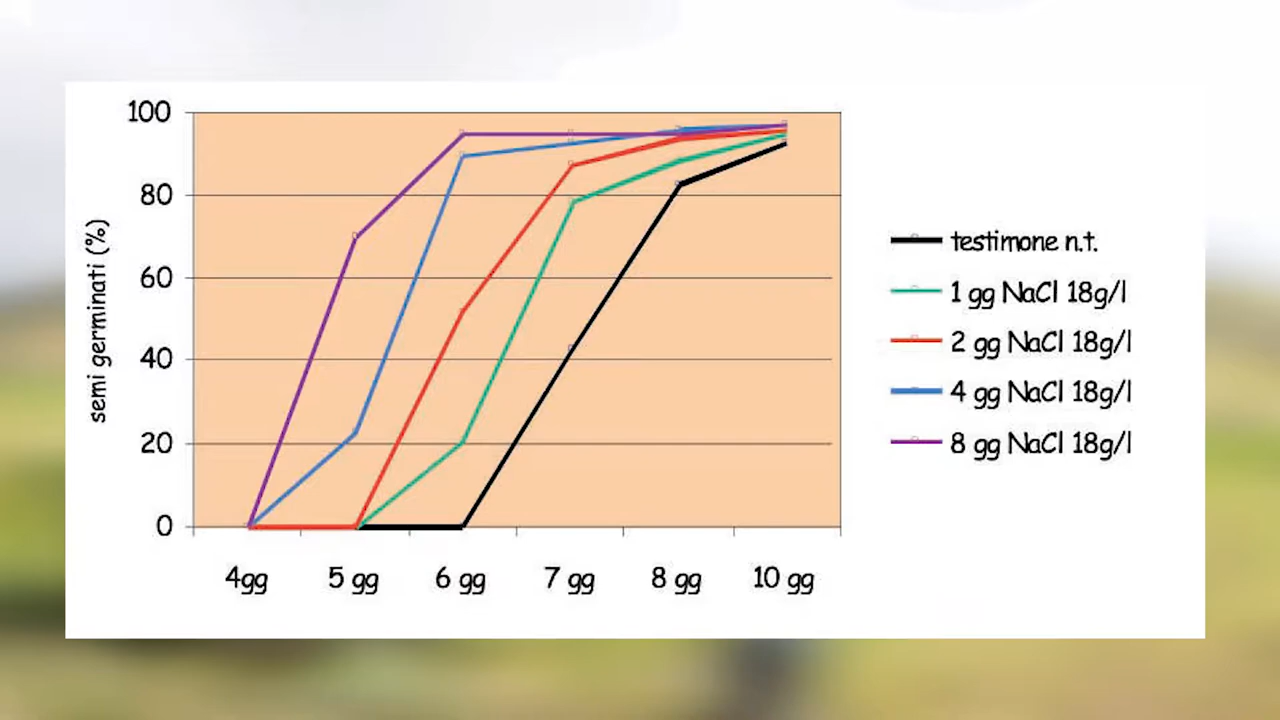 100
80
60
40
20
0
semi germinati (%)
4gg
5 gg
6 gg
7 gg
8 gg
10 gg
testimone n.t.
1 gg NaCl 18g/l
2 gg NaCl 18g/l
4 gg NaCl 18g/l
8 gg NaCl 18g/l